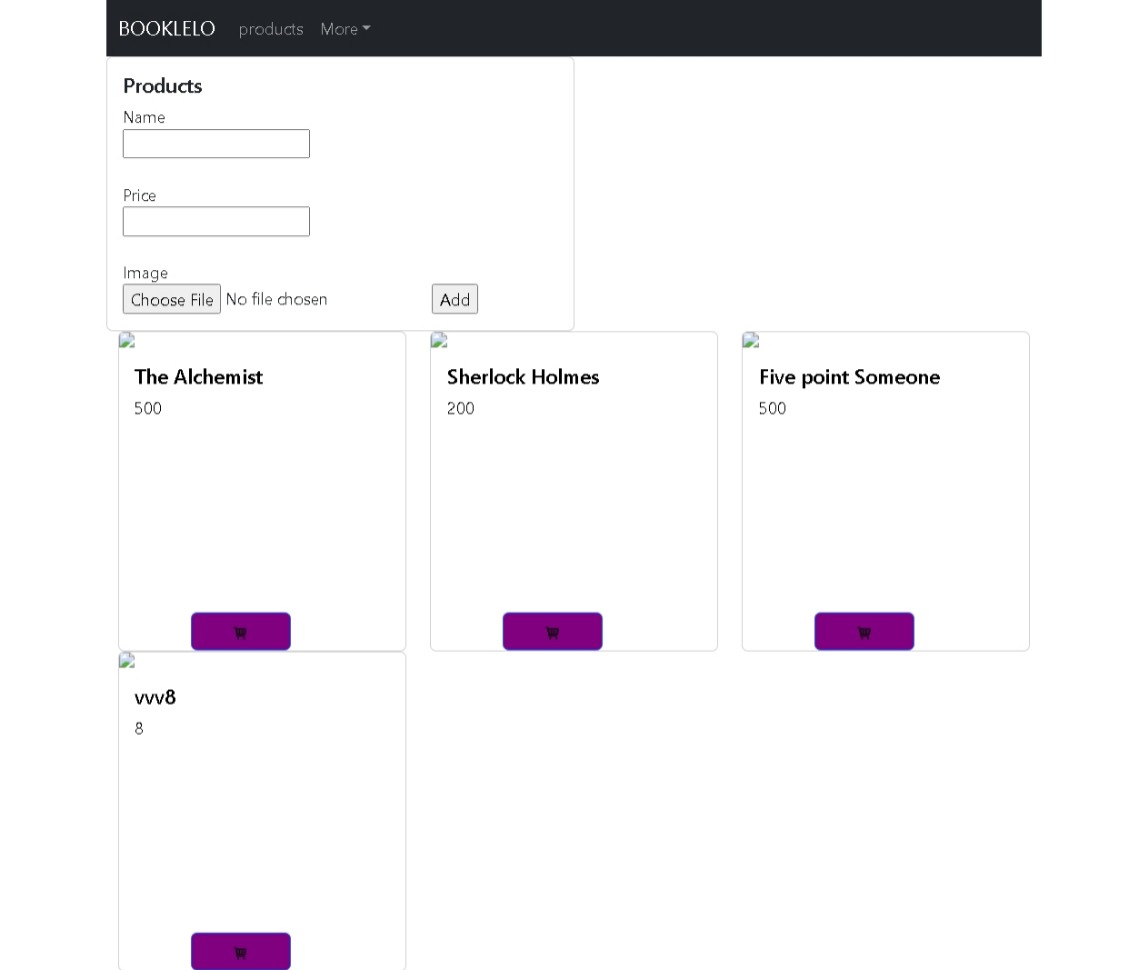 BOOKLELO products More
Products
Name
Price
Image
Choose File No file chosen Add
The Alchemist Sherlock Holmes Five point Someone
500 200 500
vvv8
8